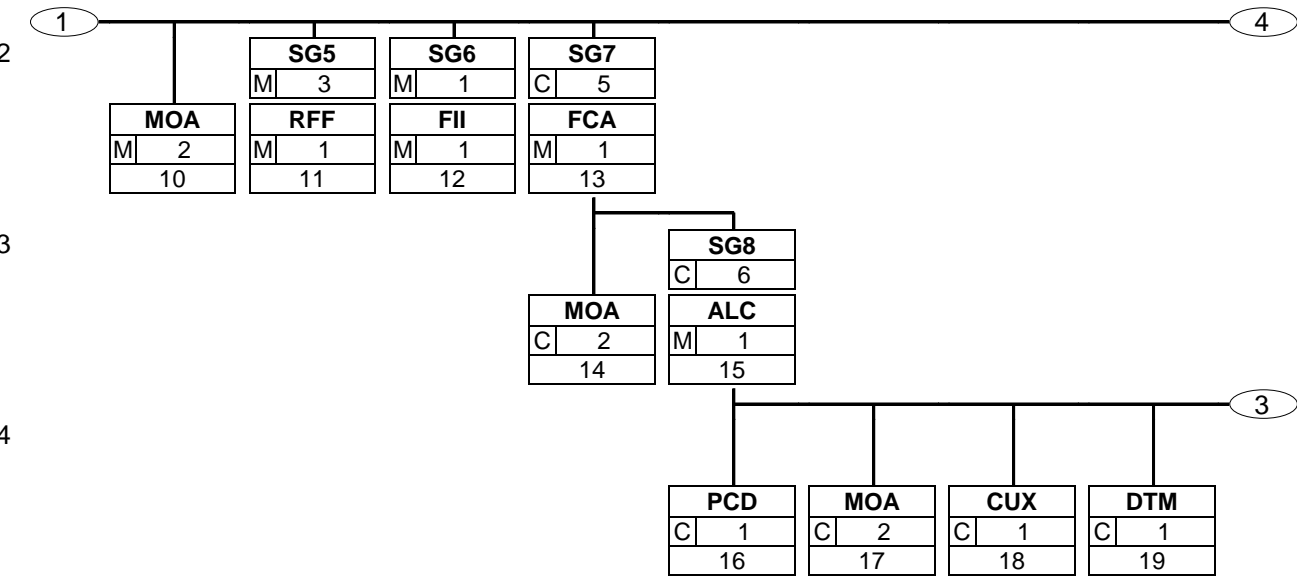 1 4
2 SG5 SG6 SG7
M 3 M 1 C 5
MOA RFF FII FCA
M 2 M 1 M 1 M 1
10 11 12 13
3 SG8
C 6
MOA ALC
C 2 M 1
14 15
3
4
PCD MOA CUX DTM
C 1 C 2 C 1 C 1
16 17 18 19